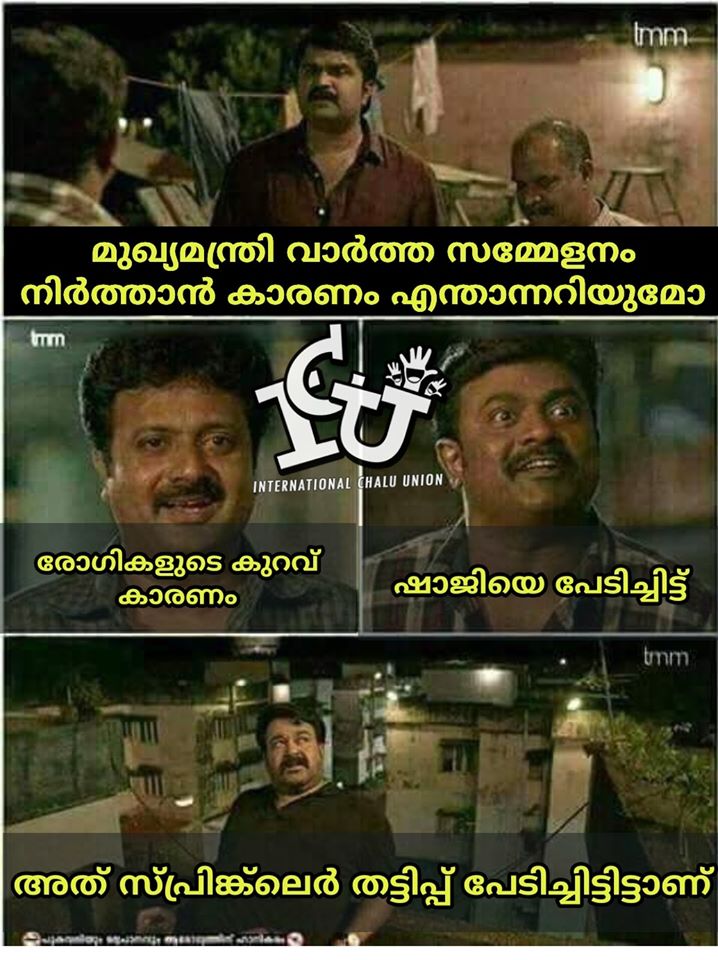 tmm
മുഖ്യമന്ത്രി വാർത്ത സമ്മേളനം
നിർത്താൻ കാരണം എന്താന്നറിയുമോ
tmm
ICU
INTERNATIONAL CHALU UNION
രോഗികളുടെ കുറവ്
കാരണം
ഷാജിയെ പേടിച്ചിട്ട്
tmm
അത് സ്പ്രിങ്ക്ലെർ തട്ടിപ്പ് പേടിച്ചിട്ടിട്ടാണ്